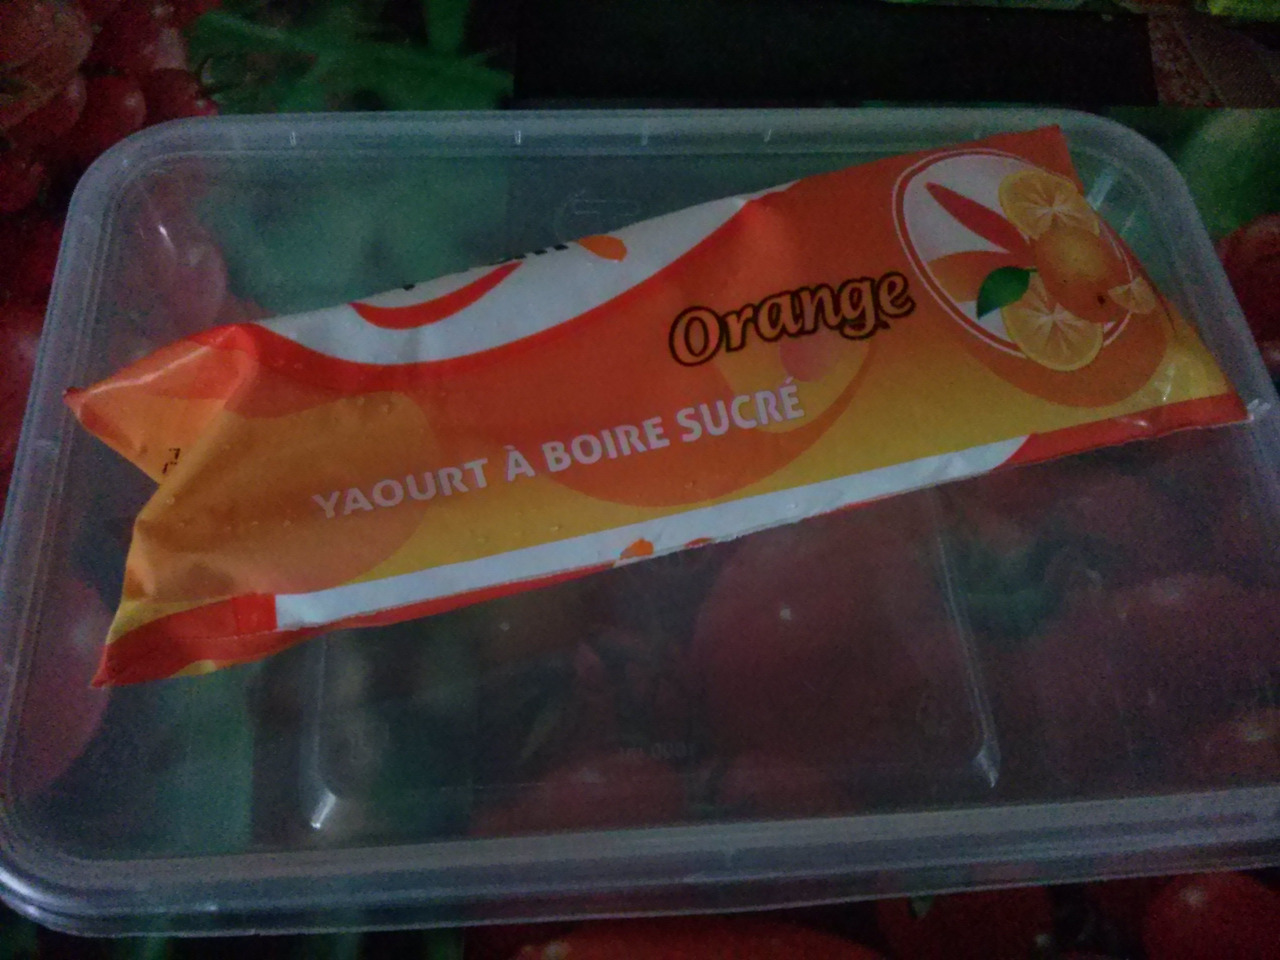 Orange
YAOURT À BOIRE SUCRÉ